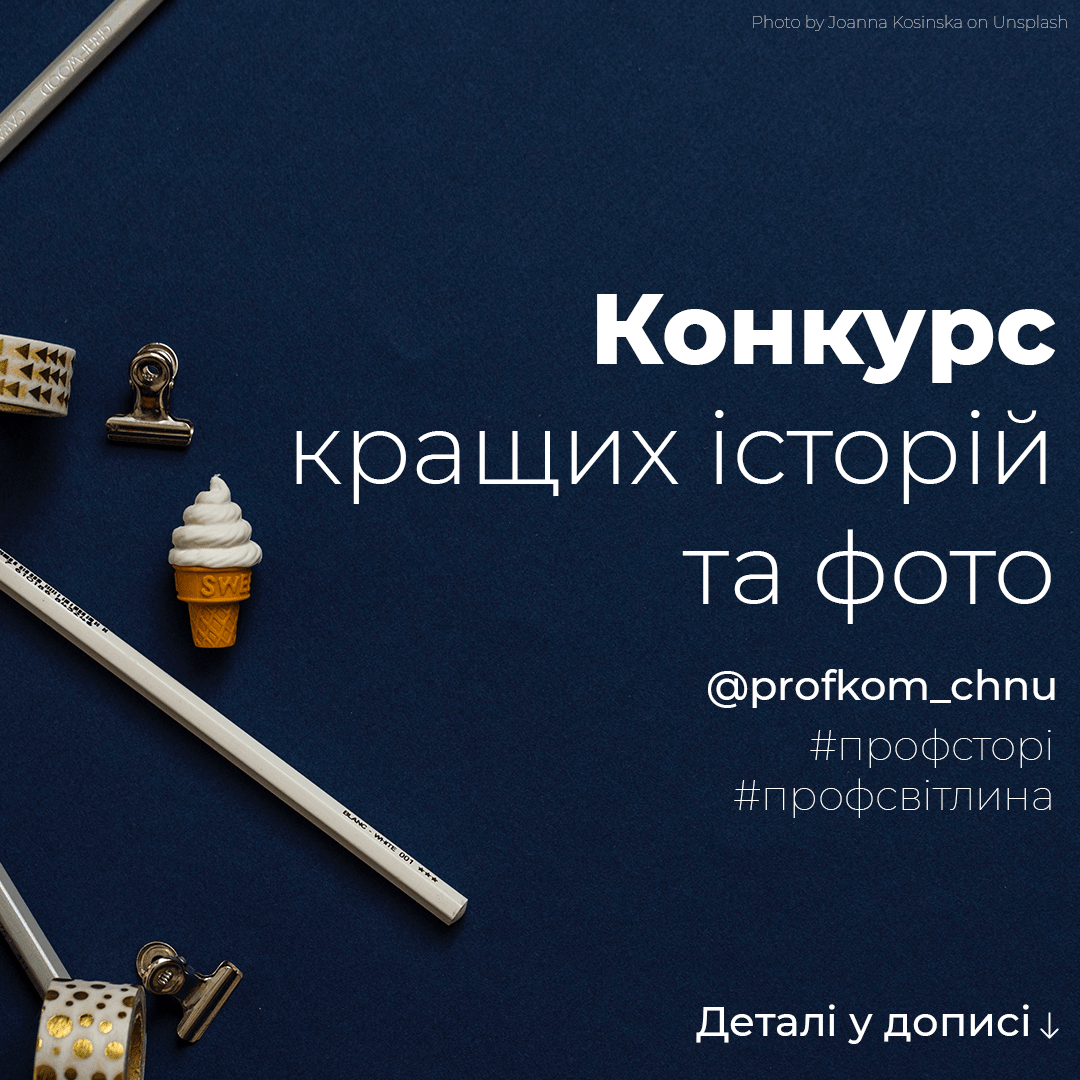 Photo by Joanna Kosinska on Unsplash
Конкурс
кращих історій
та фото
@profkom_chnu
#профсторі
#профсвітлина
SWE
BLANC - WHITE 001 ★★★
Деталі у дописі ↓